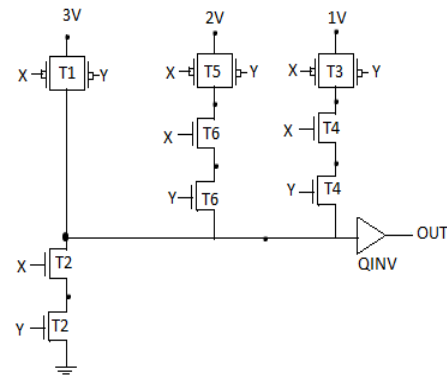 3V 2V 1V
X T1 Y X T5 Y X T3 Y
X T6 X T4
Y T6 Y T4
OUT
X T2 QINV
Y T2